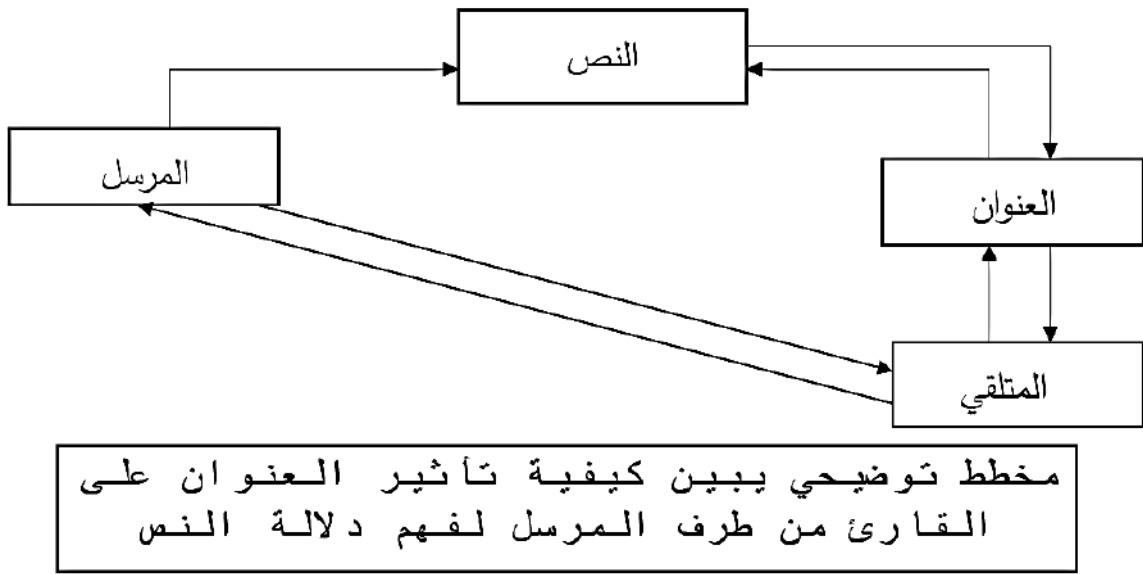 النص
المرسل
العنوان
المتلقي
مخطط توضيحي يبين كيفية تأثير العنوان على
القارئ من طرف المرسل لفهم دلالة النص